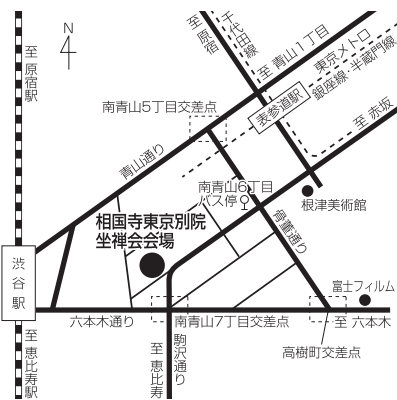 N
至 原宿駅
至 原宿
千代田線
至 青山1丁目
東京メトロ
銀座線・半蔵門線
表参道駅
至 赤坂
南青山5丁目交差点
青山通り
南青山6丁目
バス停
根津美術館
骨董通り
相国寺東京別院
坐禅会会場
渋谷駅
富士フィルム
六本木通り
南青山7丁目交差点
至 六本木
高樹町交差点
駒沢通り
至 恵比寿
至 恵比寿駅